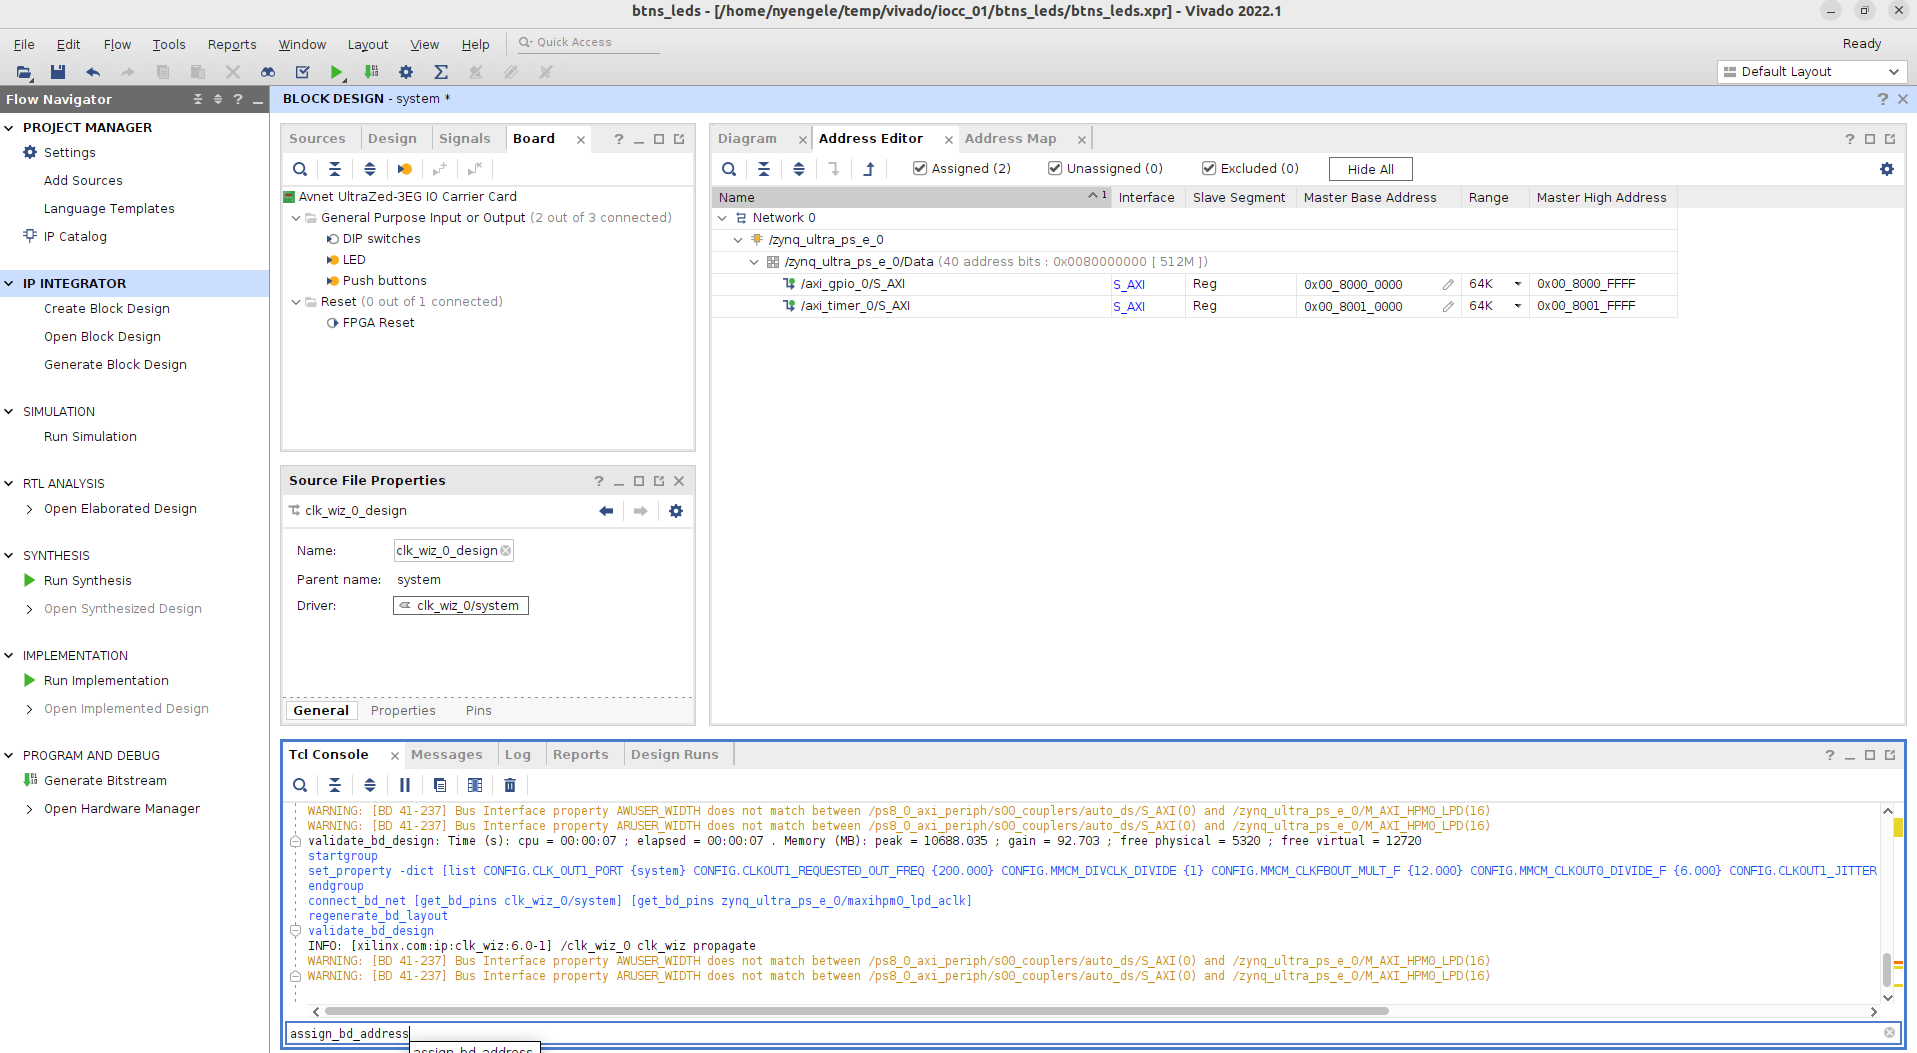 btns_leds - [/home/nyengele/temp/vivado/iocc_01/btns_leds/btns_leds.xpr] - Vivado 2022.1
File Edit Flow Tools Reports Window Layout View Help Quick Access Ready
Default Layout
Flow Navigator
PROJECT MANAGER
Settings
Add Sources
Language Templates
IP Catalog
IP INTEGRATOR
Create Block Design
Open Block Design
Generate Block Design
SIMULATION
Run Simulation
RTL ANALYSIS
Open Elaborated Design
SYNTHESIS
Run Synthesis
Open Synthesized Design
IMPLEMENTATION
Run Implementation
Open Implemented Design
PROGRAM AND DEBUG
Generate Bitstream
Open Hardware Manager
BLOCK DESIGN - system *
Sources Design Signals Board
Avnet UltraZed-3EG IO Carrier Card
General Purpose Input or Output (2 out of 3 connected)
DIP switches
LED
Push buttons
Reset (0 out of 1 connected)
FPGA Reset
Source File Properties
clk_wiz_0_design
Name: clk_wiz_0_design
Parent name: system
Driver: clk_wiz_0/system
General Properties Pins
Diagram Address Editor Address Map
Assigned (2) Unassigned (0) Excluded (0) Hide All
Name 1 Interface Slave Segment Master Base Address Range Master High Address
Network 0
/zynq_ultra_ps_e_0
/zynq_ultra_ps_e_0/Data (40 address bits : 0x0080000000 [ 512M ])
/axi_gpio_0/S_AXI S_AXI Reg 0x00_8000_0000 64K 0x00_8000_FFFF
/axi_timer_0/S_AXI S_AXI Reg 0x00_8001_0000 64K 0x00_8001_FFFF
Tcl Console Messages Log Reports Design Runs
WARNING: [BD 41-237] Bus Interface property AWUSER_WIDTH does not match between /ps8_0_axi_periph/s00_couplers/auto_ds/S_AXI(0) and /zynq_ultra_ps_e_0/M_AXI_HPM0_LPD(16)
WARNING: [BD 41-237] Bus Interface property ARUSER_WIDTH does not match between /ps8_0_axi_periph/s00_couplers/auto_ds/S_AXI(0) and /zynq_ultra_ps_e_0/M_AXI_HPM0_LPD(16)
validate_bd_design: Time (s): cpu = 00:00:07 ; elapsed = 00:00:07 . Memory (MB): peak = 10688.035 ; gain = 92.703 ; free physical = 5320 ; free virtual = 12720
startgroup
set_property -dict [list CONFIG.CLK_OUT1_PORT {system} CONFIG.CLKOUT1_REQUESTED_OUT_FREQ {200.000} CONFIG.MMCM_DIVCLK_DIVIDE {1} CONFIG.MMCM_CLKFBOUT_MULT_F {12.000} CONFIG.MMCM_CLKOUT0_DIVIDE_F {6.000} CONFIG.CLKOUT1_JITTER
endgroup
connect_bd_net [get_bd_pins clk_wiz_0/system] [get_bd_pins zynq_ultra_ps_e_0/maxihpm0_lpd_aclk]
regenerate_bd_layout
validate_bd_design
INFO: [xilinx.com:ip:clk_wiz:6.0-1] /clk_wiz_0 clk_wiz propagate
WARNING: [BD 41-237] Bus Interface property AWUSER_WIDTH does not match between /ps8_0_axi_periph/s00_couplers/auto_ds/S_AXI(0) and /zynq_ultra_ps_e_0/M_AXI_HPM0_LPD(16)
WARNING: [BD 41-237] Bus Interface property ARUSER_WIDTH does not match between /ps8_0_axi_periph/s00_couplers/auto_ds/S_AXI(0) and /zynq_ultra_ps_e_0/M_AXI_HPM0_LPD(16)
assign_bd_address
assign_bd_address